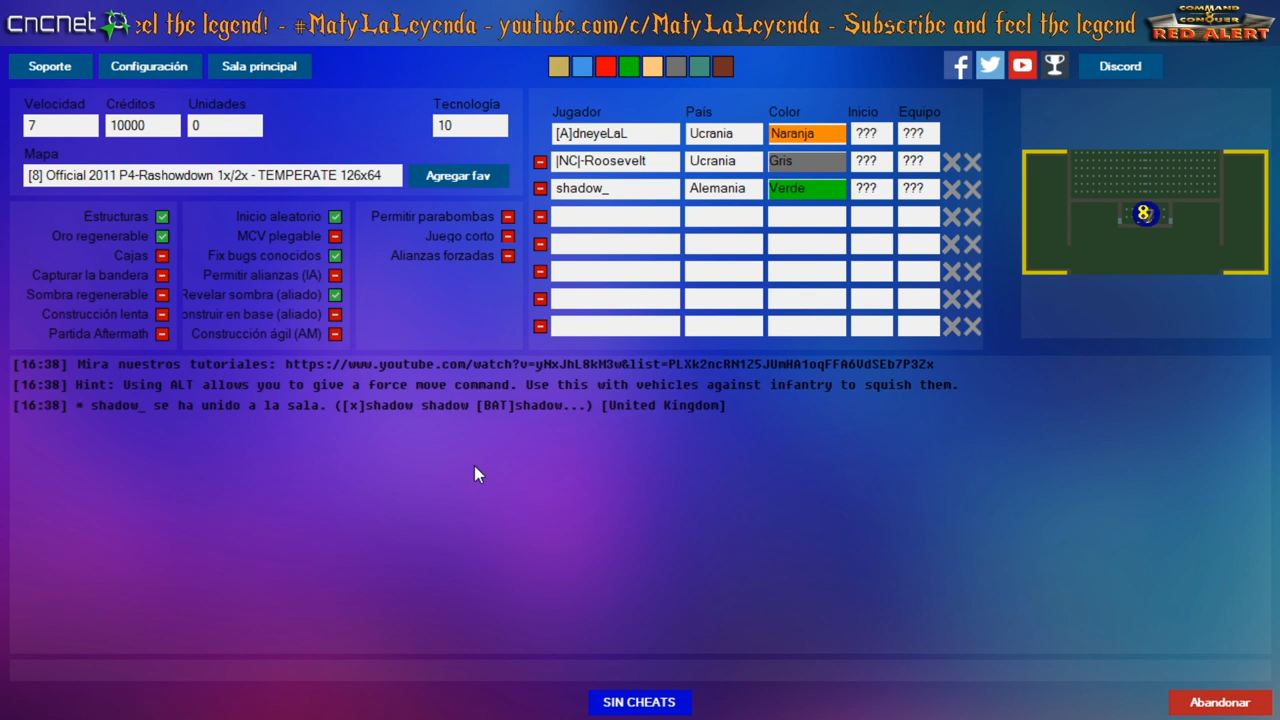 cncnet
:el the legend! - #MatyLaLeyenda - youtube.com/c/MatyLaLeyenda - Subscribe and feel the legend
COMMAND & CONQUER RED ALERT
Soporte
Configuración
Sala principal
Discord
Velocidad
Créditos
Unidades
Tecnología
7
10000
0
10
Mapa
[8] Official 2011 P4-Rashowdown 1x/2x - TEMPERATE 126x64
Agregar fav
Estructuras
Inicio aleatorio
Permitir parabombas
Oro regenerable
MCV plegable
Juego corto
Cajas
Fix bugs conocidos
Alianzas forzadas
Capturar la bandera
Permitir alianzas (IA)
Sombra regenerable
Revelar sombra (aliado)
Construcción lenta
onstruir en base (aliado)
Partida Aftermath
Construcción ágil (AM)
Jugador País Color Inicio Equipo
[A]dneyeLaL Ucrania Naranja ??? ???
|NC|-Roosevelt Ucrania Gris ??? ???
shadow_ Alemania Verde ??? ???
8
[16:38] Mira nuestros tutoriales: https://www.youtube.com/watch?v=yNxJhL8kM3w&list=PLXk2ncRN1Z5JUmHA1oqFFA6VdSEb7P3Zx
[16:38] Hint: Using ALT allows you to give a force move command. Use this with vehicles against infantry to squish them.
[16:38] * shadow_ se ha unido a la sala. ([x]shadow shadow [BAT]shadow...) [United Kingdom]
SIN CHEATS
Abandonar